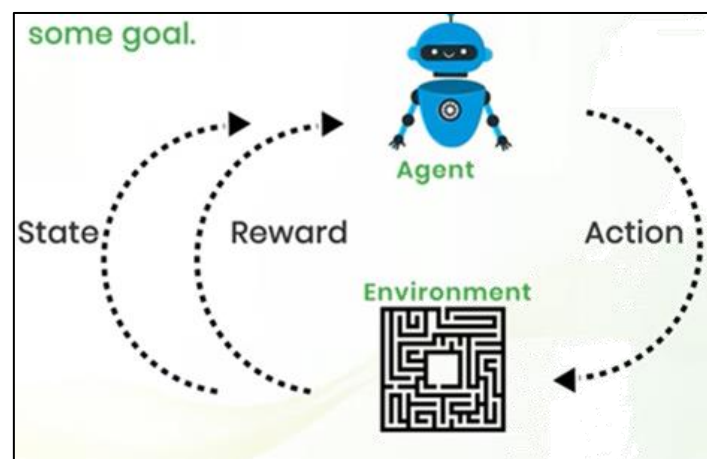 some goal.
Agent
State
Reward
Action
Environment